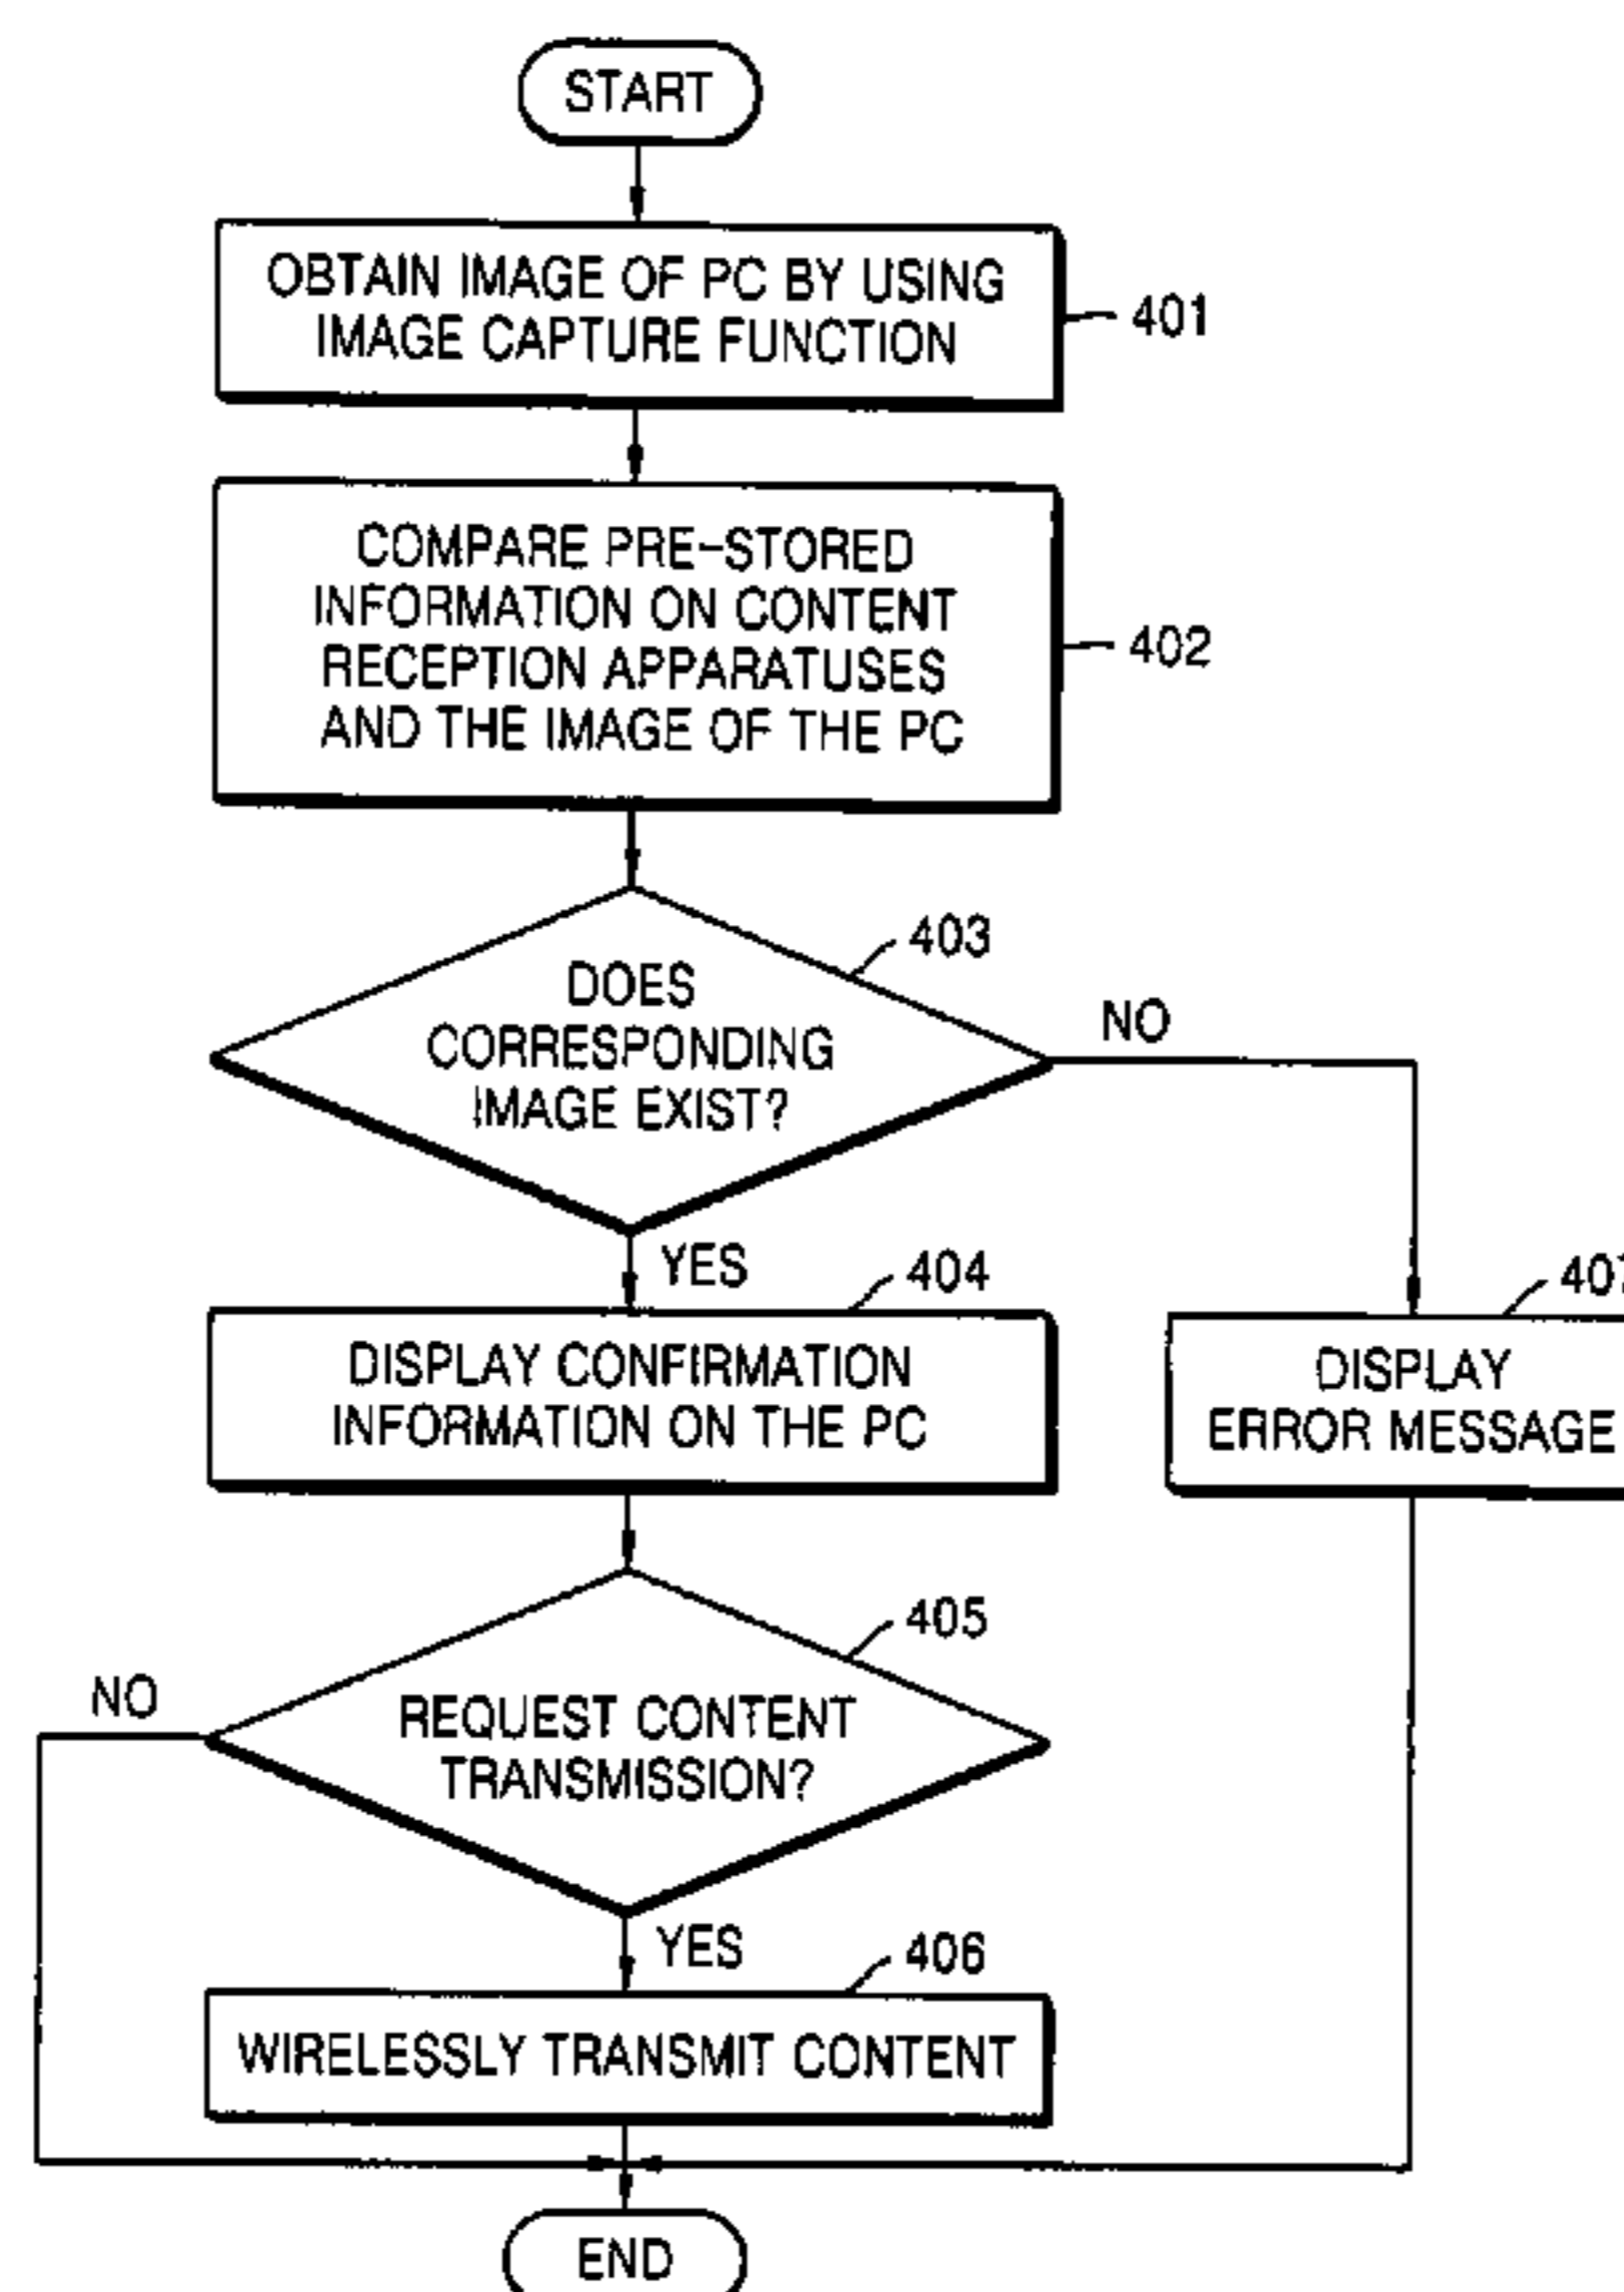 START
OBTAIN IMAGE OF PC BY USING
IMAGE CAPTURE FUNCTION
401
COMPARE PRE-STORED
INFORMATION ON CONTENT
RECEPTION APPARATUSES
AND THE IMAGE OF THE PC
402
403
DOES
CORRESPONDING
IMAGE EXIST?
NO
YES
404
DISPLAY CONFIRMATION
INFORMATION ON THE PC
DISPLAY
ERROR MESSAGE
405
NO
REQUEST CONTENT
TRANSMISSION?
YES
406
WIRELESSLY TRANSMIT CONTENT
END